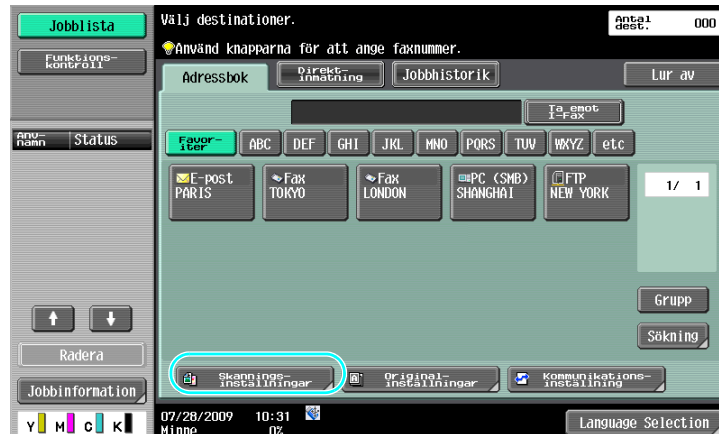 Jobblista
Välj destinationer.
Antal
dest.
000
Använd knapparna för att ange faxnummer.
Funktions-
kontroll
Adressbok
Direkt-
inmatning
Jobbhistorik
Lur av
Ta emot
I-Fax
Anv-
namn
Status
Favor-
iter
ABC
DEF
GHI
JKL
MNO
PQRS
TUV
WXYZ
etc
E-post
PARIS
Fax
TOKYO
Fax
LONDON
PC (SMB)
SHANGHAI
FTP
NEW YORK
1/ 1
Grupp
Sökning
Radera
Skannings-
inställningar
Original-
inställningar
Kommunikations-
inställning
Jobbinformation
Y M C K
07/28/2009 10:31
Minne 0%
Language Selection